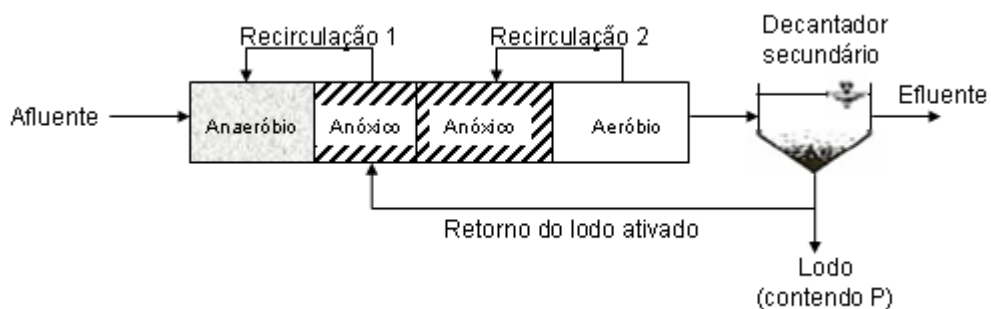 Decantador
secundário
Recirculação 1
Recirculação 2
Efluente
Afluente
Anaeróbio
Anóxico
Anóxico
Aeróbio
Retorno do lodo ativado
Lodo
(contendo P)